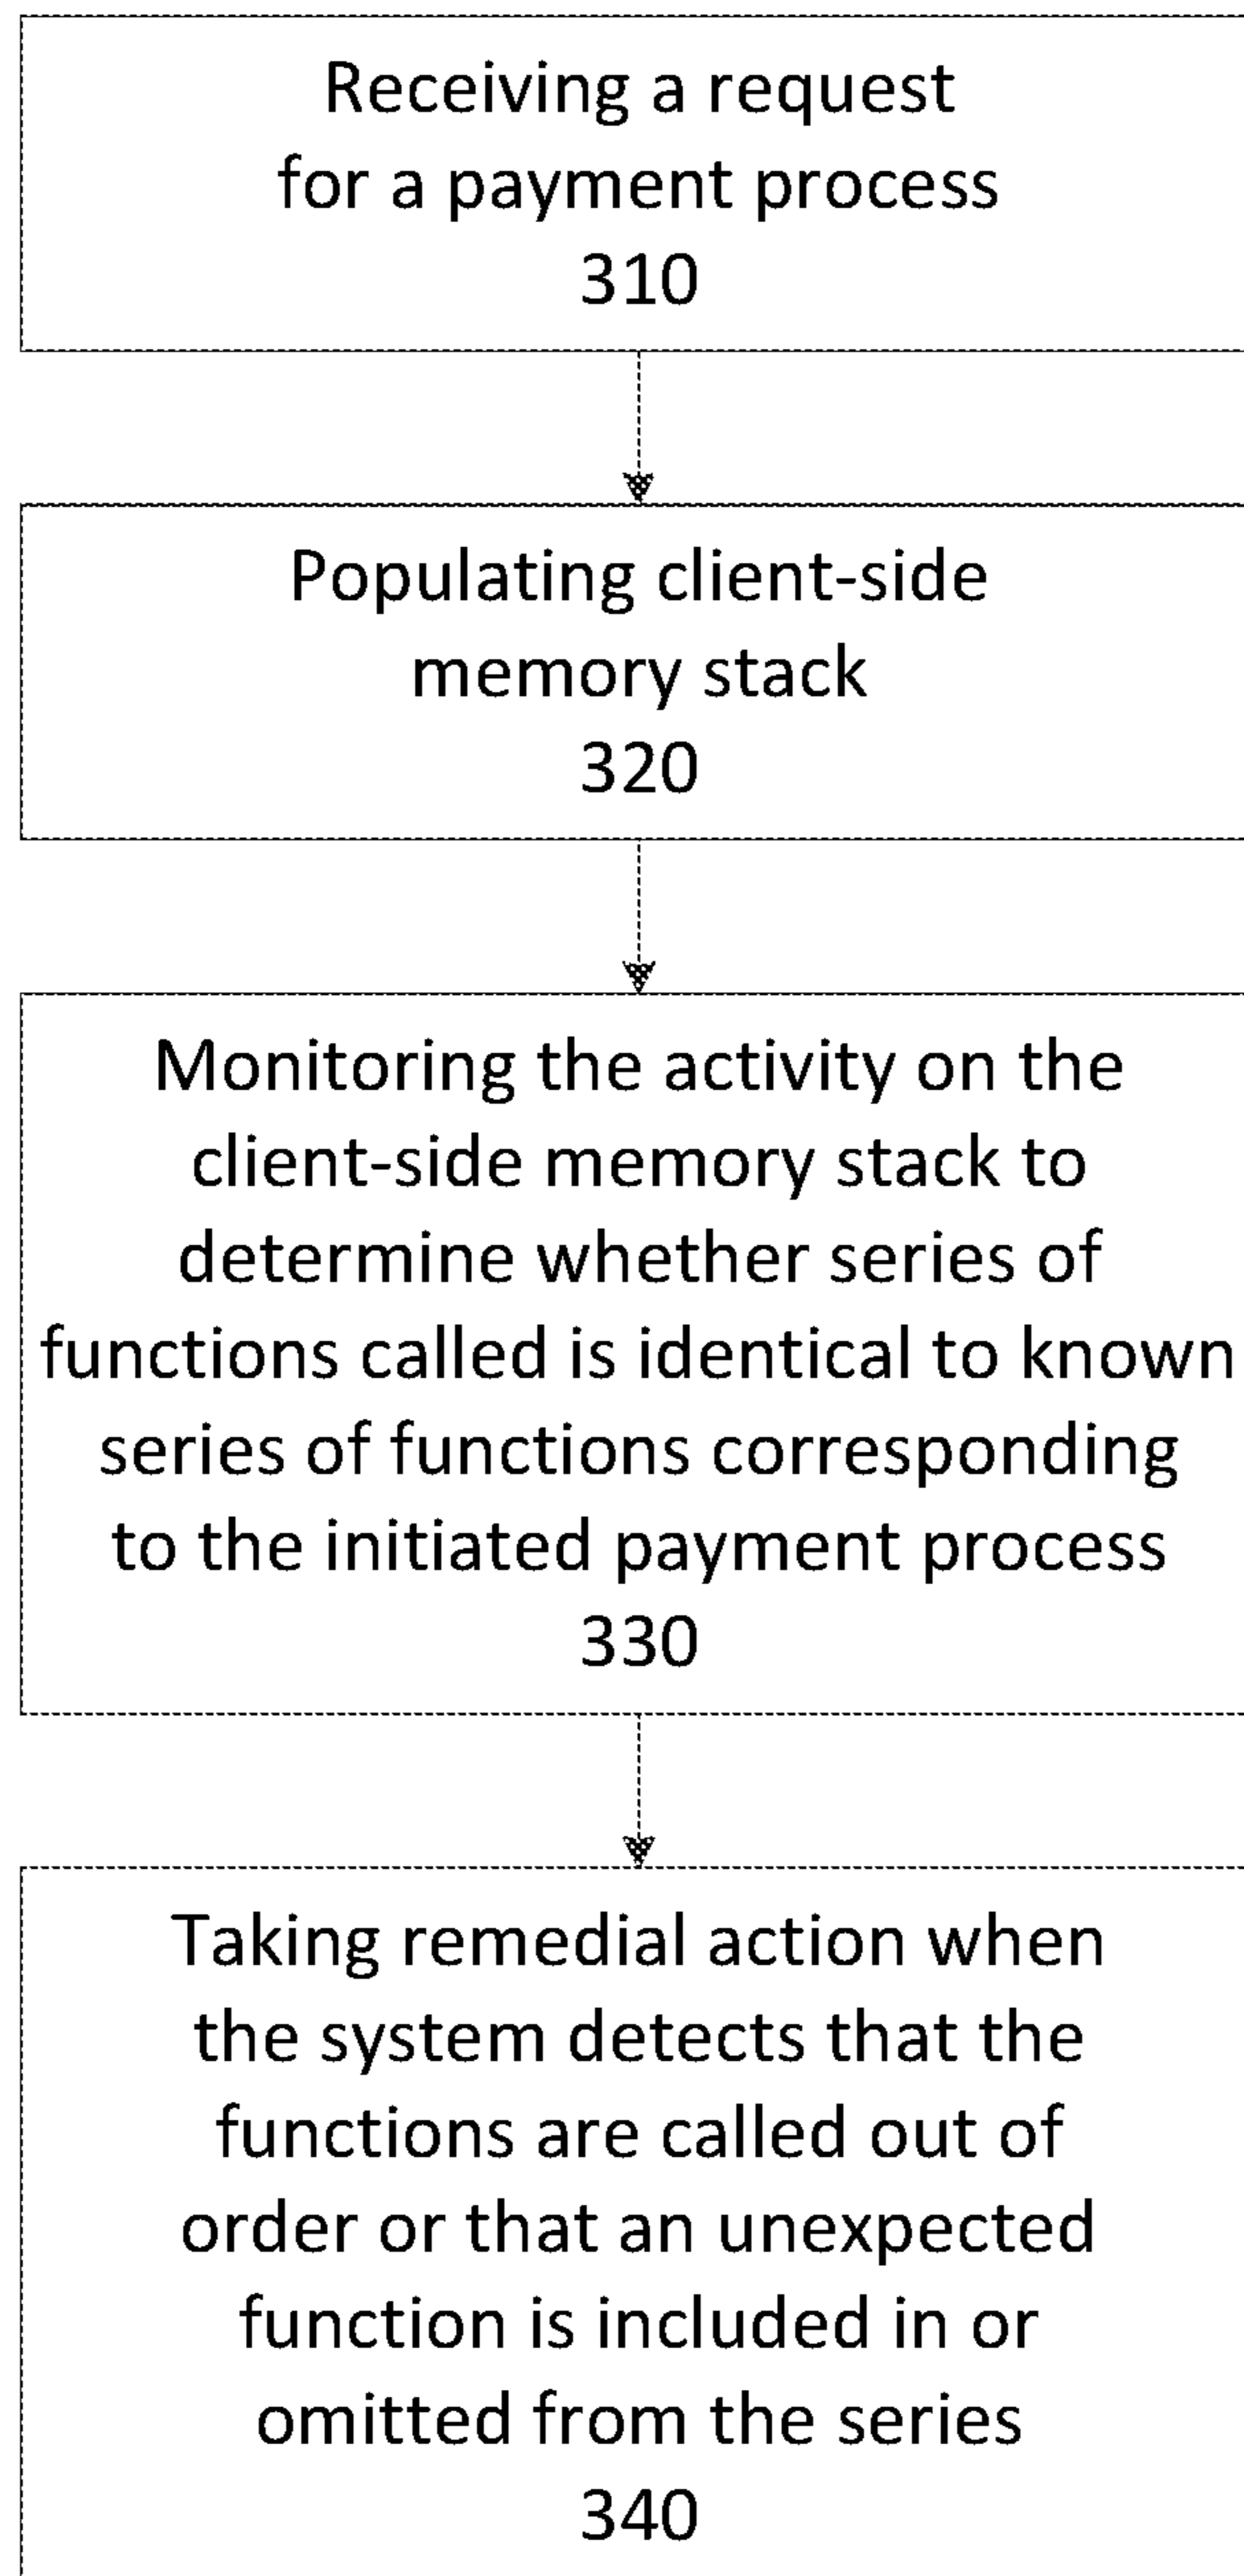 Receiving a request
for a payment process
310
Populating client-side
memory stack
320
Monitoring the activity on the
client-side memory stack to
determine whether series of
functions called is identical to known
series of functions corresponding
to the initiated payment process
330
Taking remedial action when
the system detects that the
functions are called out of
order or that an unexpected
function is included in or
omitted from the series
340